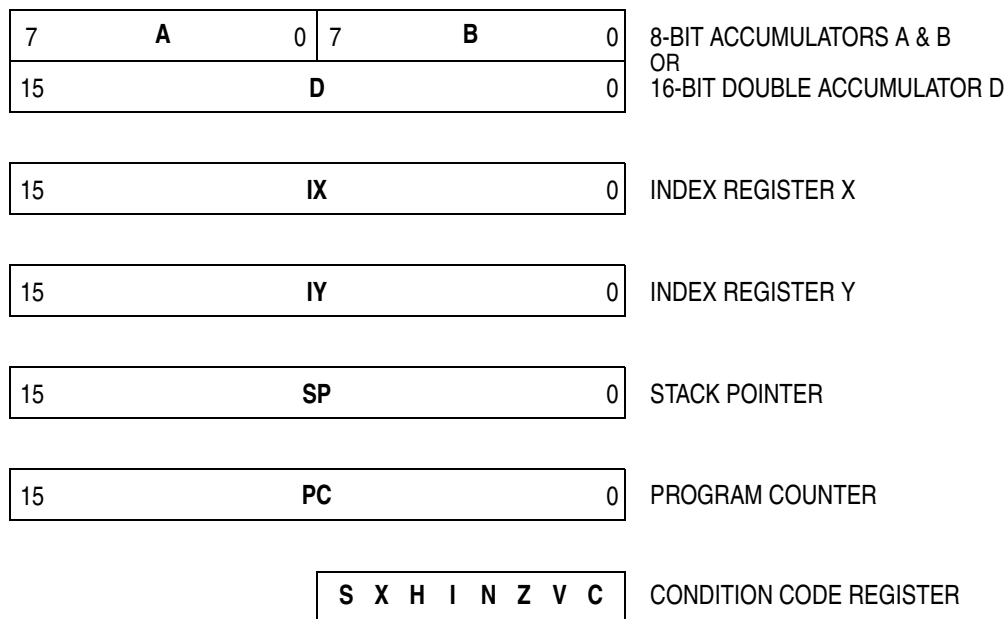 7 A 0 7 B 0 8-BIT ACCUMULATORS A & B
OR
15 D 0 16-BIT DOUBLE ACCUMULATOR D
15 IX 0 INDEX REGISTER X
15 IY 0 INDEX REGISTER Y
15 SP 0 STACK POINTER
15 PC 0 PROGRAM COUNTER
S X H I N Z V C CONDITION CODE REGISTER